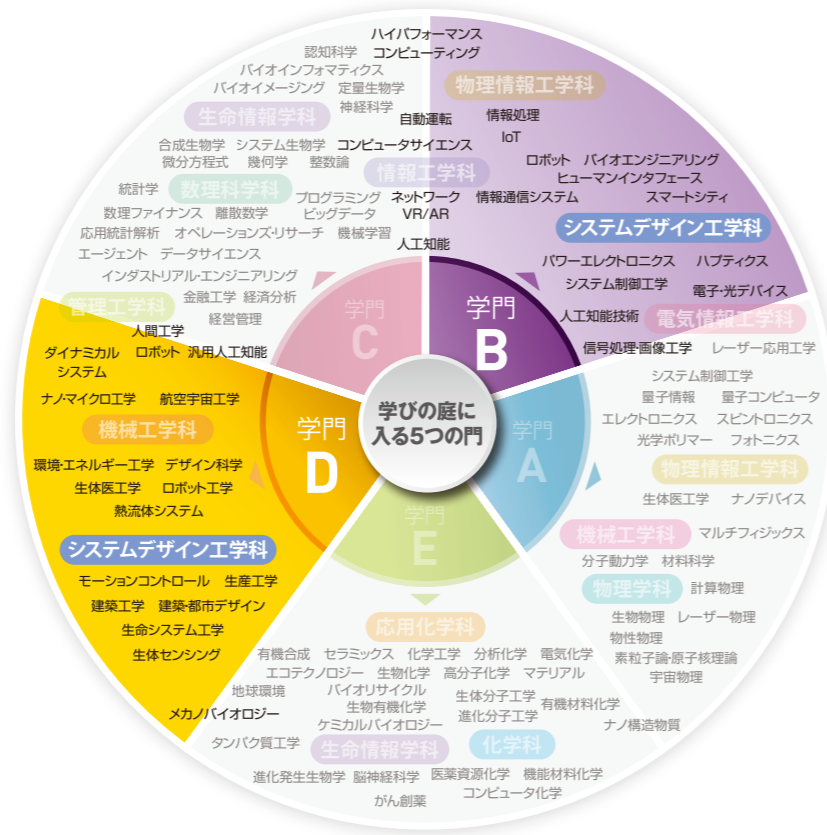 ハイパフォーマンス
コンピューティング
認知科学
バイオインフォマティクス
バイオイメージング 定量生物学
神経科学
生命情報学科
自動運転
合成生物学 システム生物学 コンピュータサイエンス
微分方程式 幾何学 整数論
情報工学科
統計学 数理科学科
プログラミング ネットワーク
数理ファイナンス 離散数学 ビッグデータ VR/AR
応用統計解析 オペレーションズ・リサーチ 機械学習
人工知能
エージェント データサイエンス
インダストリアル・エンジニアリング
管理工学科 金融工学 経済分析
経営管理
学門
C
物理情報工学科
情報処理
IoT
ロボット バイオエンジニアリング
ヒューマンインタフェース
情報通信システム スマートシティ
システムデザイン工学科
パワーエレクトロニクス ハプティクス
システム制御工学 電子・光デバイス
人工知能技術 電気情報工学科
信号処理・画像工学 レーザー応用工学
学門
B
システム制御工学
量子情報 量子コンピュータ
エレクトロニクス スピントロニクス
光学ポリマー フォトニクス
物理情報工学科
生体医工学 ナノデバイス
機械工学科 マルチフィジックス
分子動力学 材料科学
物理学科 計算物理
生物物理 レーザー物理
物性物理
素粒子論・原子核理論
宇宙物理
ナノ構造物質
学門
A
学びの庭に
入る5つの門
人間工学
ダイナミカル
システム
ロボット 汎用人工知能
ナノ・マイクロ工学 航空宇宙工学
機械工学科
環境・エネルギー工学 デザイン科学
生体医工学 ロボット工学
熱流体システム
システムデザイン工学科
モーションコントロール 生産工学
建築工学 建築・都市デザイン
生命システム工学
生体センシング
メカノバイオロジー
学門
D
学門
E
応用化学科
有機合成 セラミックス 化学工学 分析化学 電気化学
エコテクノロジー 生物化学 高分子化学 マテリアル
地球環境 バイオリサイクル 生体分子工学
生物有機化学 有機材料化学
ケミカルバイオロジー 進化分子工学
タンパク質工学 生命情報学科 化学科
進化発生生物学 脳神経科学 医薬資源化学 機能材料化学
がん創薬 コンピュータ化学